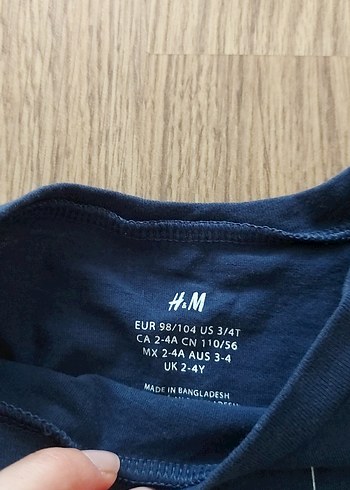 H&M
EUR 98/104 US 3/4T
CA 2-4A CN 110/56
MX 2-4A AUS 3-4
UK 2-4Y
MADE IN BANGLADESH